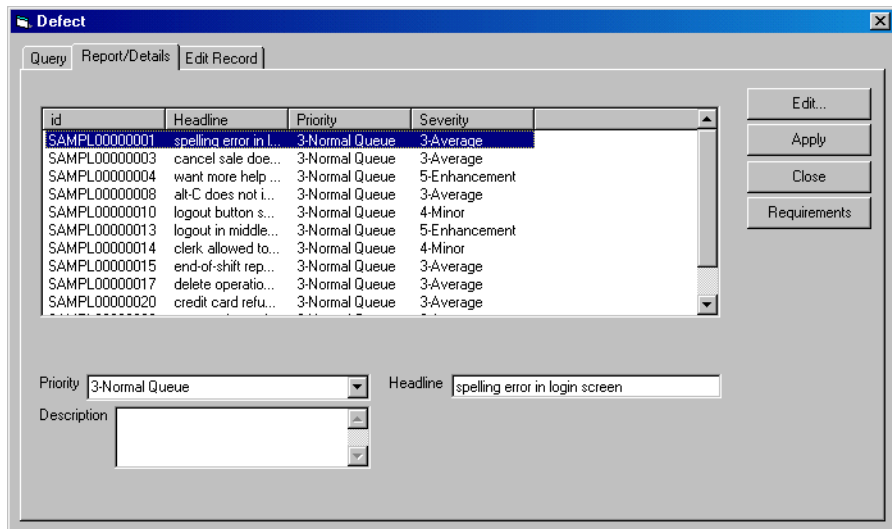 Defect
Query Report/Details Edit Record
id Headline Priority Severity
SAMPL00000001 spelling error in l... 3-Normal Queue 3-Average
SAMPL00000003 cancel sale doe... 3-Normal Queue 3-Average
SAMPL00000004 want more help ... 3-Normal Queue 5-Enhancement
SAMPL00000008 alt-C does not i... 3-Normal Queue 3-Average
SAMPL00000010 logout button s... 3-Normal Queue 4-Minor
SAMPL00000013 logout in middle... 3-Normal Queue 5-Enhancement
SAMPL00000014 clerk allowed to... 3-Normal Queue 4-Minor
SAMPL00000015 end-of-shift rep... 3-Normal Queue 3-Average
SAMPL00000017 delete operatio... 3-Normal Queue 3-Average
SAMPL00000020 credit card refu... 3-Normal Queue 3-Average
Edit...
Apply
Close
Requirements
Priority 3-Normal Queue Headline spelling error in login screen
Description